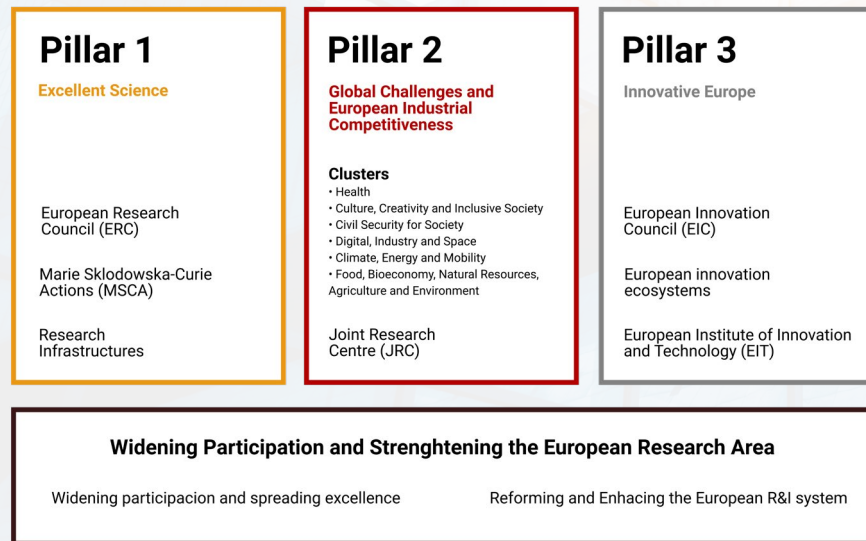 Pillar 1
Excellent Science
European Research
Council (ERC)
Marie Sklodowska-Curie
Actions (MSCA)
Research
Infrastructures
Pillar 2
Global Challenges and
European Industrial
Competitiveness
Clusters
• Health
• Culture, Creativity and Inclusive Society
• Civil Security for Society
• Digital, Industry and Space
• Climate, Energy and Mobility
• Food, Bioeconomy, Natural Resources,
Agriculture and Environment
Joint Research
Centre (JRC)
Pillar 3
Innovative Europe
European Innovation
Council (EIC)
European innovation
ecosystems
European Institute of Innovation
and Technology (EIT)
Widening Participation and Strenghtening the European Research Area
Widening participacion and spreading excellence
Reforming and Enhacing the European R&I system